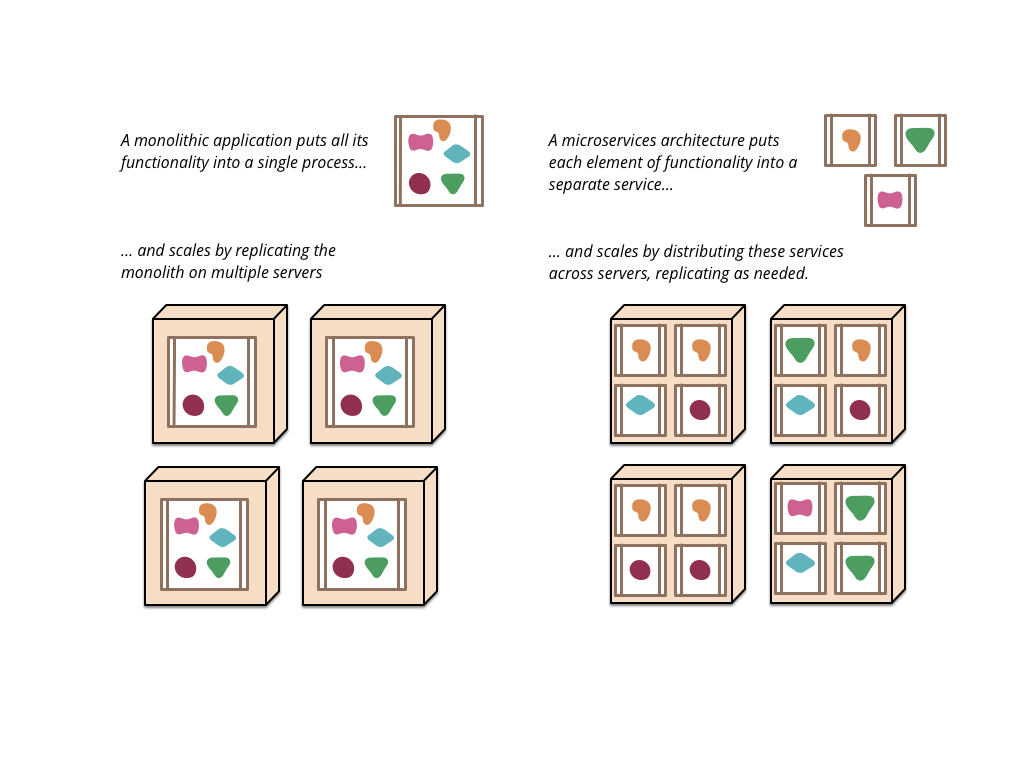 A monolithic application puts all its
functionality into a single process...
... and scales by replicating the
monolith on multiple servers
A microservices architecture puts
each element of functionality into a
separate service...
... and scales by distributing these services
across servers, replicating as needed.